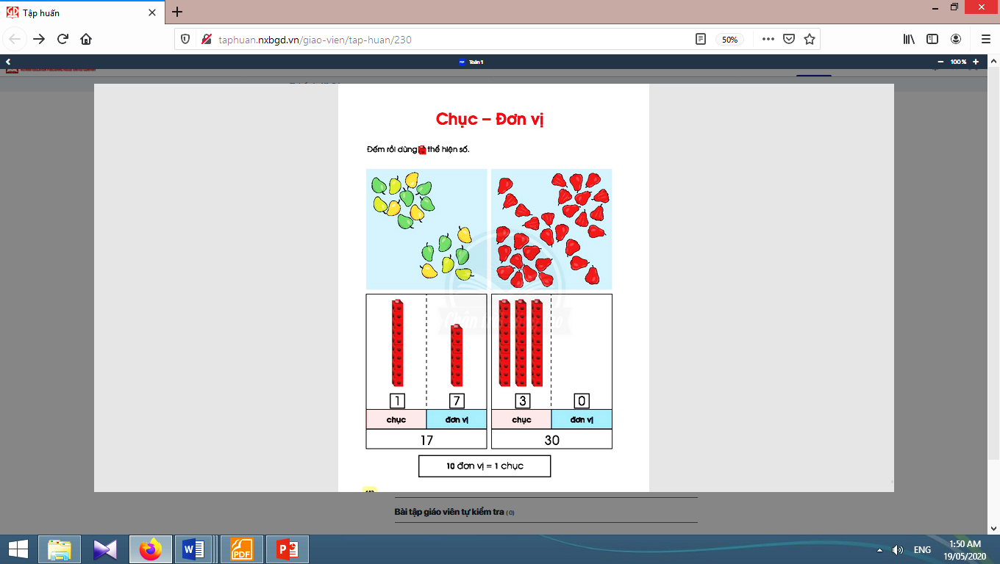 Tập huấn
taphuan.nxbgd.vn/giao-vien/tap-huan/230
50%
Toán 1
100%
Chục – Đơn vị
Đếm rồi dùng thể hiện số.
1 7 3 0
chục đơn vị chục đơn vị
17 30
10 đơn vị = 1 chục
Bài tập giáo viên tự kiểm tra (0)
PDF
ENG
1:50 AM
19/05/2020